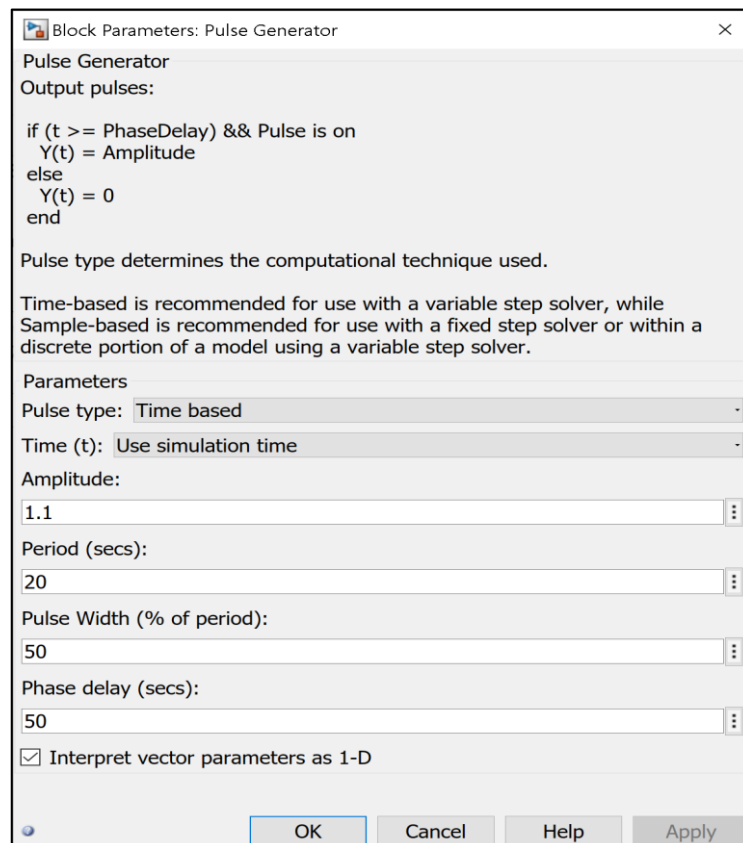 Block Parameters: Pulse Generator
Pulse Generator
Output pulses:
if (t >= PhaseDelay) && Pulse is on
Y(t) = Amplitude
else
Y(t) = 0
end
Pulse type determines the computational technique used.
Time-based is recommended for use with a variable step solver, while
Sample-based is recommended for use with a fixed step solver or within a
discrete portion of a model using a variable step solver.
Parameters
Pulse type: Time based
Time (t): Use simulation time
Amplitude:
1.1
Period (secs):
20
Pulse Width (% of period):
50
Phase delay (secs):
50
Interpret vector parameters as 1-D
OK Cancel Help Apply